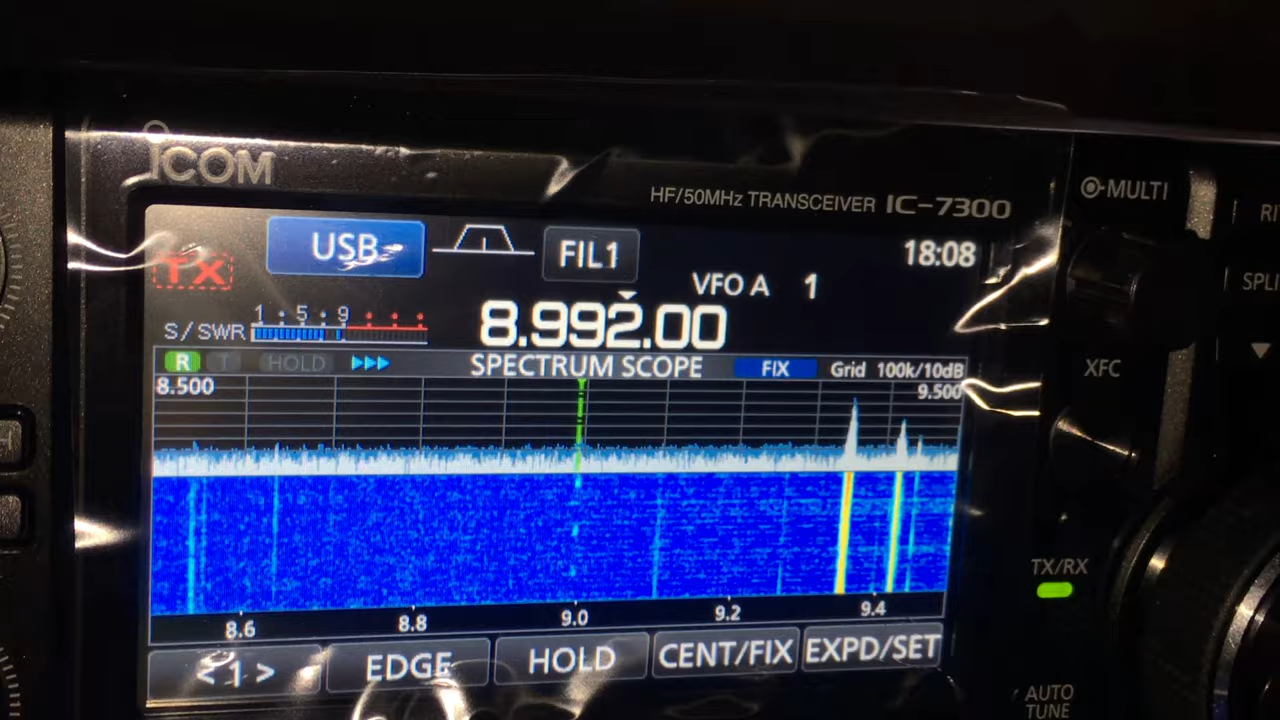 ICOM
HF/50MHz TRANSCEIVER IC-7300
MULTI
TX USB FIL1 18:08
VFO A 1
1 5 9
S/SWR 8.992.00
R T HOLD SPECTRUM SCOPE FIX Grid 100k/10dB
8.500 9.500
8.6 8.8 9.0 9.2 9.4
<1> EDGE HOLD CENT/FIX EXPD/SET
XFC
TX/RX
AUTO
TUNE